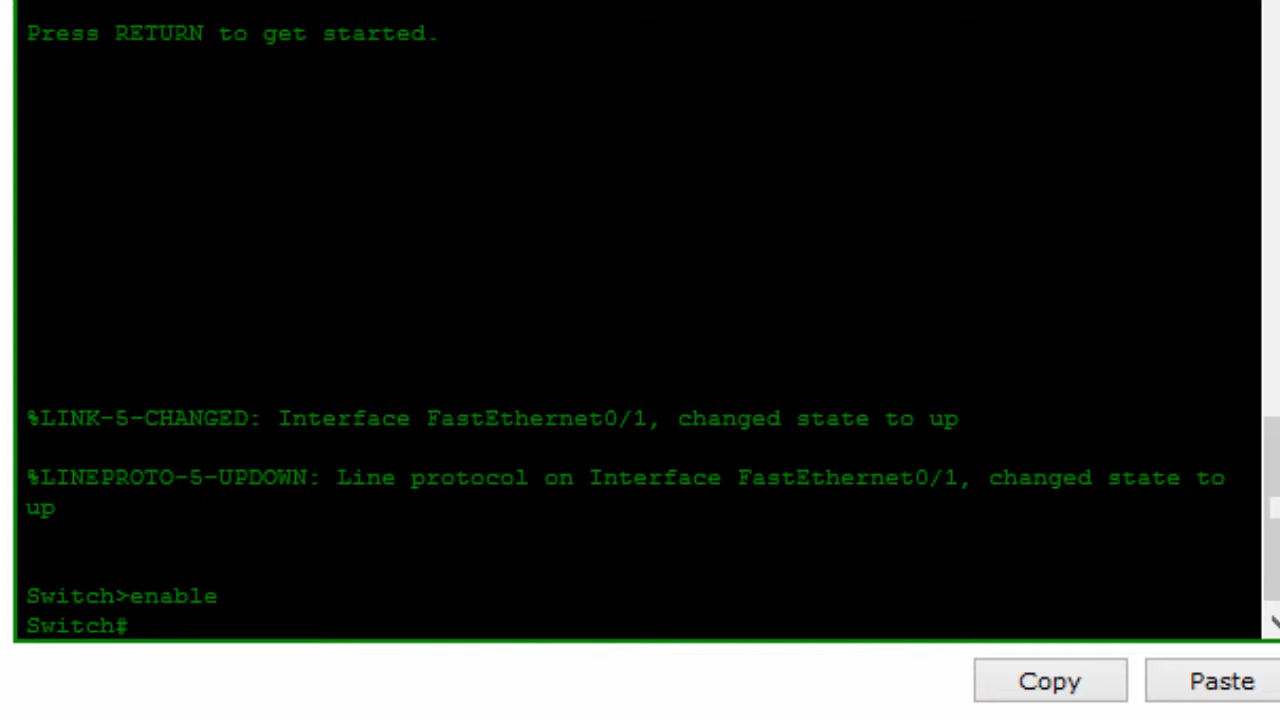 Press RETURN to get started.
%LINK-5-CHANGED: Interface FastEthernet0/1, changed state to up
%LINEPROTO-5-UPDOWN: Line protocol on Interface FastEthernet0/1, changed state to
up
Switch>enable
Switch#
Copy Paste